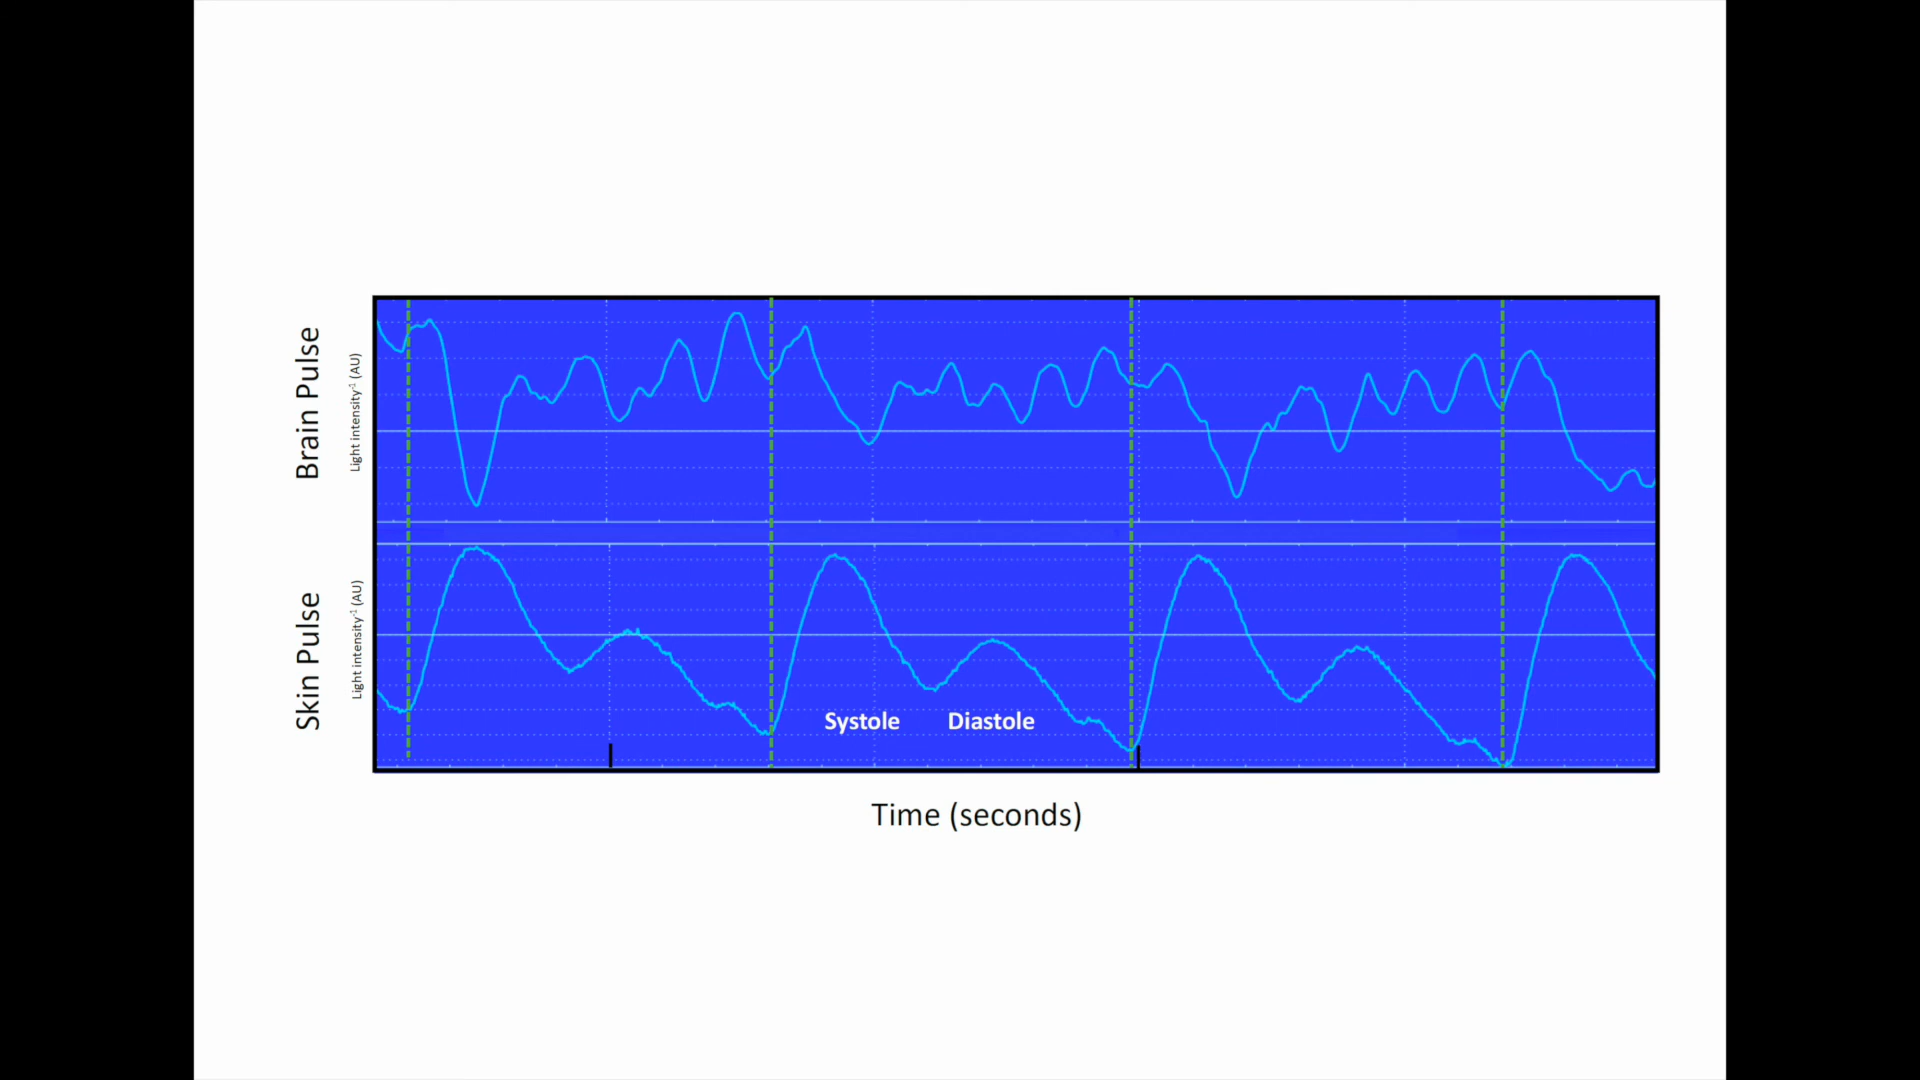 Brain Pulse
Light intensity⁻¹ (AU)
Skin Pulse
Light intensity⁻¹ (AU)
Systole
Diastole
Time (seconds)